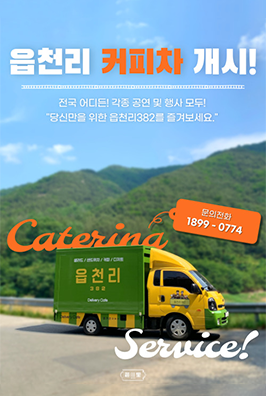 읍천리 커피차 개시!
전국 어디든! 각종 공연 및 행사 모두!
"당신만을 위한 읍천리382를 즐겨보세요."
문의전화
1899 - 0774
Catering
읍천리
382
Delivery Cafe
Service!